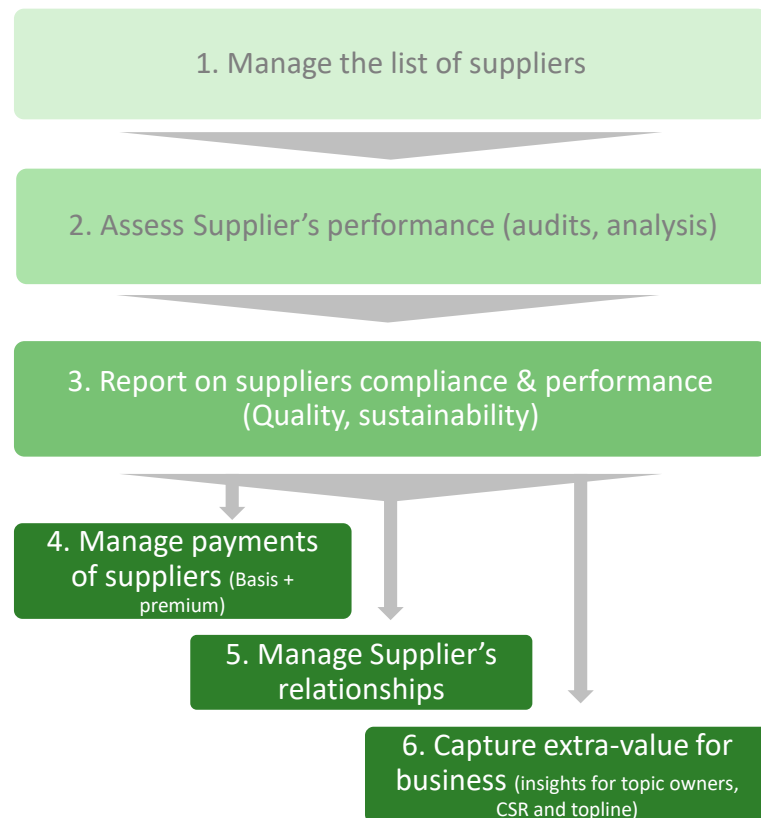 1. Manage the list of suppliers
2. Assess Supplier’s performance (audits, analysis)
3. Report on suppliers compliance & performance
(Quality, sustainability)
4. Manage payments
of suppliers (Basis +
premium)
5. Manage Supplier’s
relationships
6. Capture extra-value for
business (insights for topic owners,
CSR and topline)